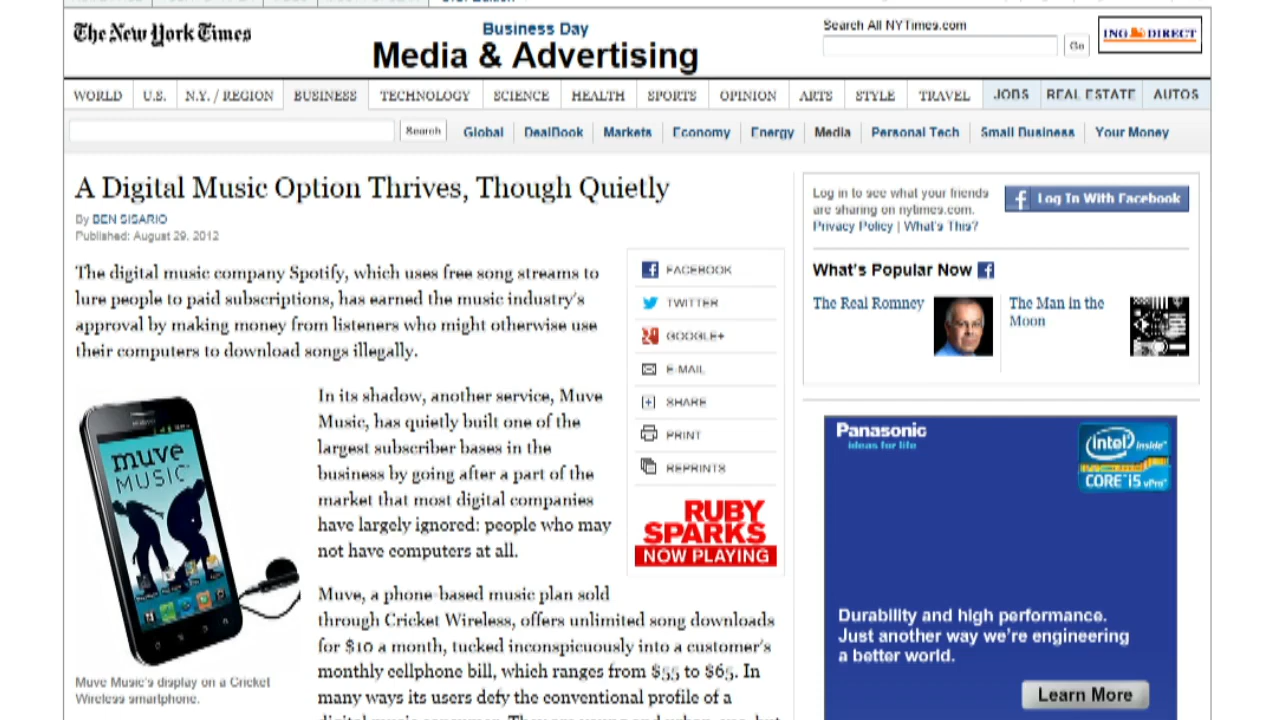 The New York Times
Business Day
Media & Advertising
Search All NYTimes.com
Go
ING DIRECT
WORLD U.S. N.Y. / REGION BUSINESS TECHNOLOGY SCIENCE HEALTH SPORTS OPINION ARTS STYLE TRAVEL JOBS REAL ESTATE AUTOS
Search Global DealBook Markets Economy Energy Media Personal Tech Small Business Your Money
A Digital Music Option Thrives, Though Quietly
By BEN SISARIO
Published: August 29, 2012
The digital music company Spotify, which uses free song streams to
lure people to paid subscriptions, has earned the music industry's
approval by making money from listeners who might otherwise use
their computers to download songs illegally.
muve
MUSIC
Muve Music's display on a Cricket
Wireless smartphone.
In its shadow, another service, Muve
Music, has quietly built one of the
largest subscriber bases in the
business by going after a part of the
market that most digital companies
have largely ignored: people who may
not have computers at all.
Muve, a phone-based music plan sold
through Cricket Wireless, offers unlimited song downloads
for $10 a month, tucked inconspicuously into a customer's
monthly cellphone bill, which ranges from $55 to $65. In
many ways its users defy the conventional profile of a
FACEBOOK
TWITTER
GOOGLE+
E-MAIL
SHARE
PRINT
REPRINTS
RUBY
SPARKS
NOW PLAYING
Log in to see what your friends
are sharing on nytimes.com.
Privacy Policy | What's This?
Log In With Facebook
What's Popular Now
The Real Romney
The Man in the
Moon
Panasonic
ideas for life
intel inside
CORE i5 vPro
Durability and high performance.
Just another way we're engineering
a better world.
Learn More